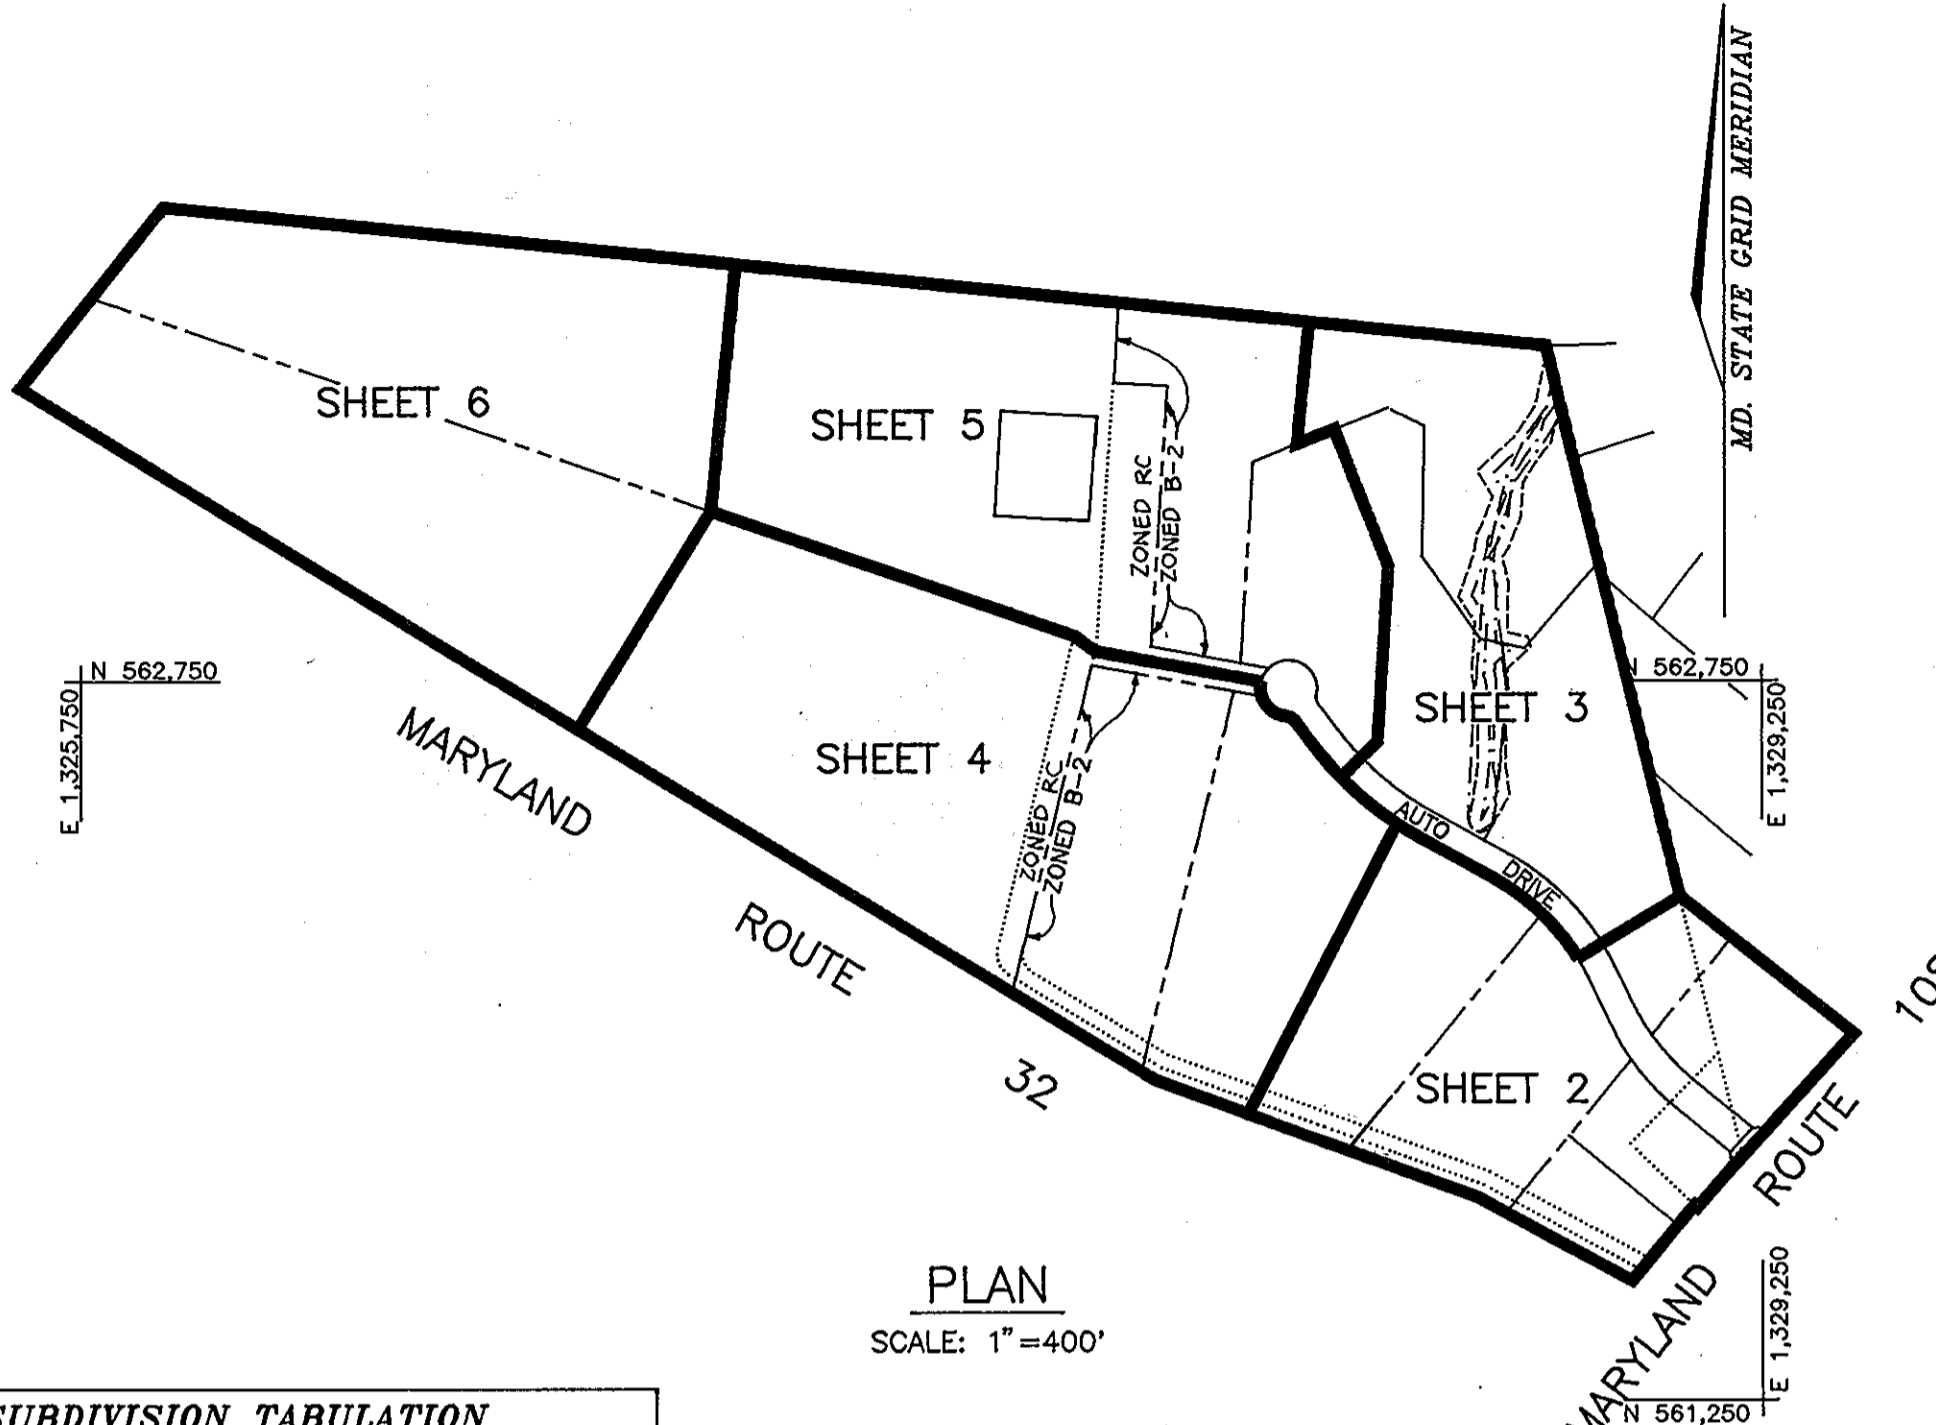 MD. STATE GRID MERIDIAN
SHEET 6
SHEET 5
ZONED RC
ZONED B-2
N 562,750
E 1,325,750
N 562,750
E 1,329,250
SHEET 3
SHEET 4
ZONED RC
ZONED B-2
AUTO
DRIVE
MARYLAND
ROUTE
32
SHEET 2
MARYLAND
ROUTE
PLAN
SCALE: 1"=400'
E 1,329,250
N 561,250
SUBDIVISION TABULATION